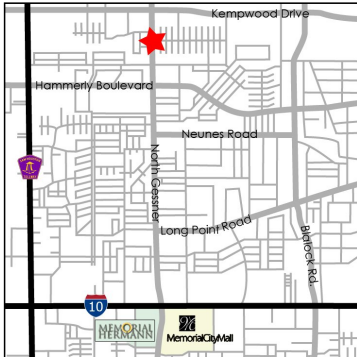 Kempwood Drive
Hammerly Boulevard
Neunes Road
North Gessner
Long Point Road
Blalock Rd.
10
MEMORIAL
HERMANN
MemorialCityMall